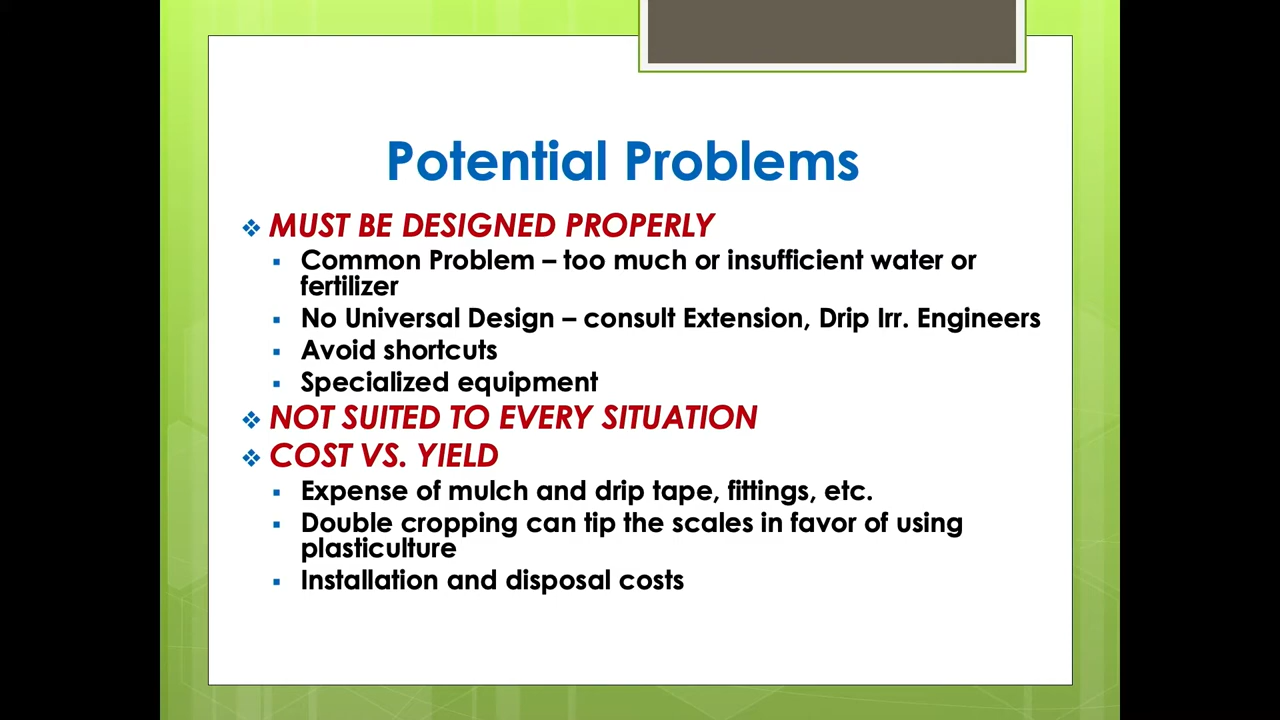 Potential Problems
MUST BE DESIGNED PROPERLY
Common Problem – too much or insufficient water or
fertilizer
No Universal Design – consult Extension, Drip Irr. Engineers
Avoid shortcuts
Specialized equipment
NOT SUITED TO EVERY SITUATION
COST VS. YIELD
Expense of mulch and drip tape, fittings, etc.
Double cropping can tip the scales in favor of using
plasticulture
Installation and disposal costs